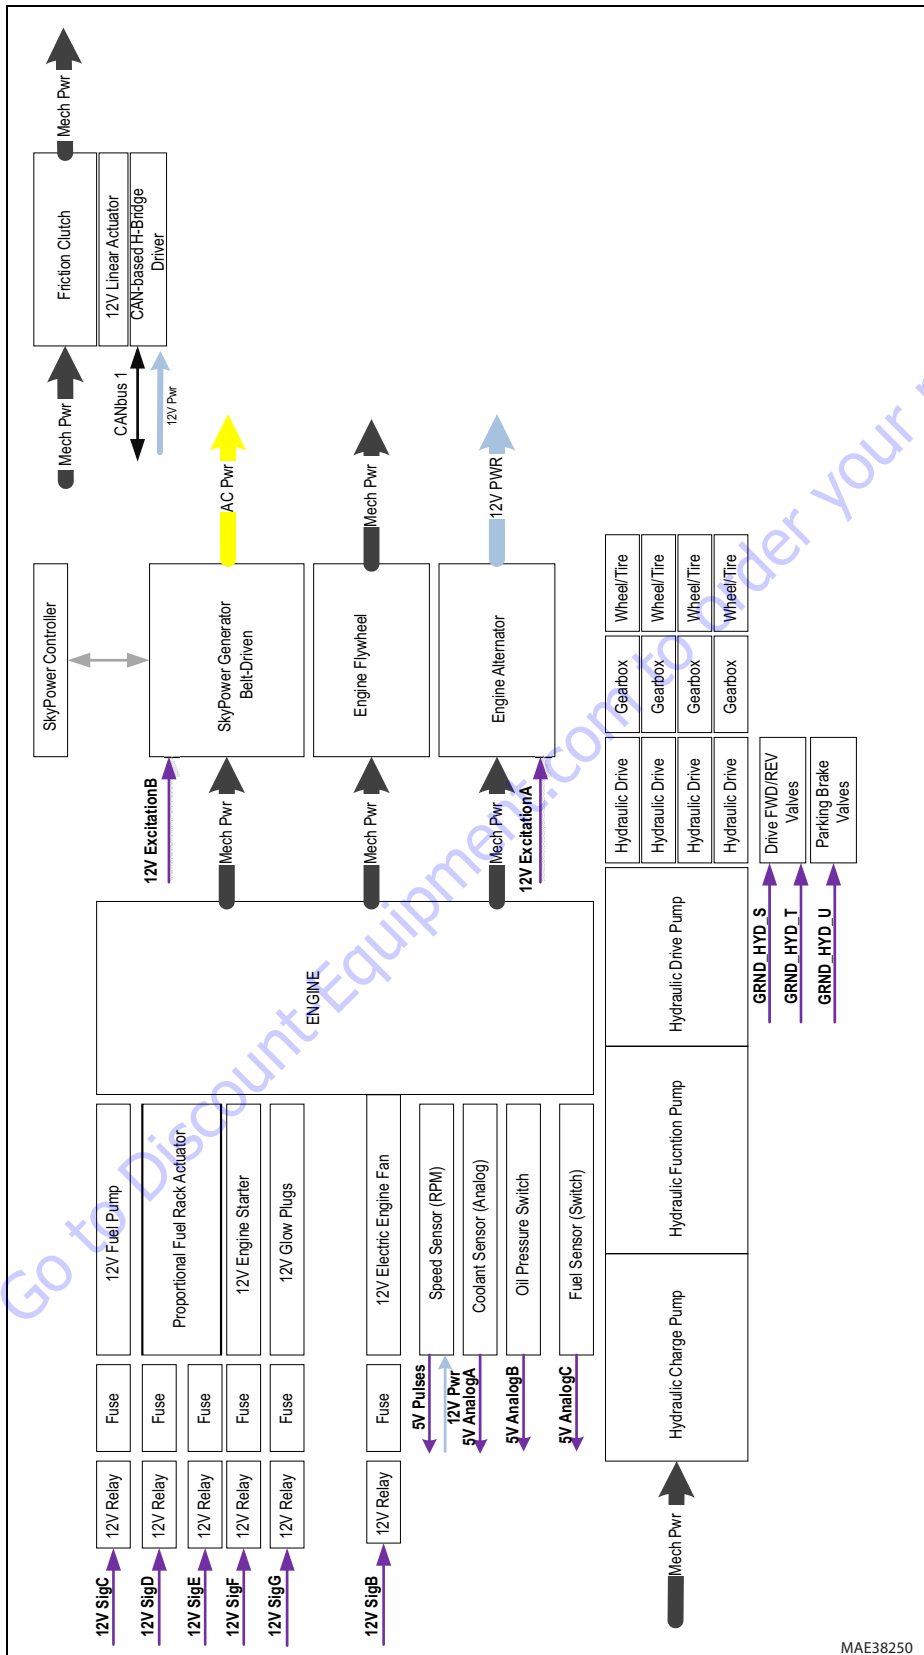 Mech Pwr
Friction Clutch
12V Linear Actuator
CAN-based H-Bridge
Driver
Mech Pwr
CANbus 1
12V Pwr
AC Pwr
Mech Pwr
12V PWR
SkyPower Controller
SkyPower Generator
Belt-Driven
Engine Flywheel
Engine Alternator
12V ExcitationB
Mech Pwr
Mech Pwr
Mech Pwr
12V ExcitationA
Wheel/Tire
Wheel/Tire
Wheel/Tire
Wheel/Tire
Gearbox
Gearbox
Gearbox
Gearbox
Hydraulic Drive
Hydraulic Drive
Hydraulic Drive
Hydraulic Drive
Drive FWD/REV
Valves
Parking Brake
Valves
GRND_HYD_S
GRND_HYD_T
GRND_HYD_U
ENGINE
Hydraulic Drive Pump
Hydraulic Fucntion Pump
Hydraulic Charge Pump
Mech Pwr
12V Fuel Pump
Proportional Fuel Rack Actuator
12V Engine Starter
12V Glow Plugs
12V Electric Engine Fan
Speed Sensor (RPM)
Coolant Sensor (Analog)
Oil Pressure Switch
Fuel Sensor (Switch)
Fuse
Fuse
Fuse
Fuse
Fuse
Fuse
5V Pulses
12V Pwr
5V AnalogA
5V AnalogB
5V AnalogC
12V Relay
12V Relay
12V Relay
12V Relay
12V Relay
12V Relay
12V SigC
12V SigD
12V SigE
12V SigF
12V SigG
12V SigB
MAE38250
Go to Discount-Equipment.com to order your